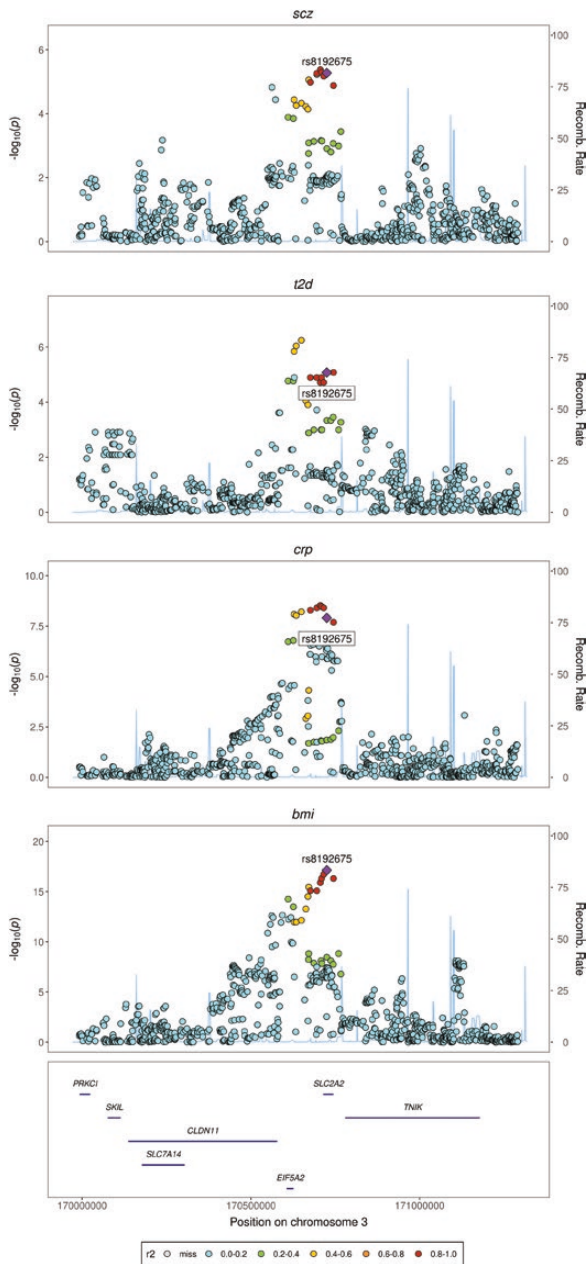 scz
rs8192675
6
4
2
0
-log10(p)
100
75
50
25
0
Recomb. Rate
t2d
rs8192675
6
4
2
0
-log10(p)
100
75
50
25
0
Recomb. Rate
crp
rs8192675
10.0
7.5
5.0
2.5
0.0
-log10(p)
100
75
50
25
0
Recomb. Rate
bmi
rs8192675
20
15
10
5
0
-log10(p)
100
75
50
25
0
Recomb. Rate
PRKCI SLC2A2
SKIL TNIK
CLDN11
SLC7A14
EIF5A2
170000000 170500000 171000000
Position on chromosome 3
r2 miss 0.0-0.2 0.2-0.4 0.4-0.6 0.6-0.8 0.8-1.0